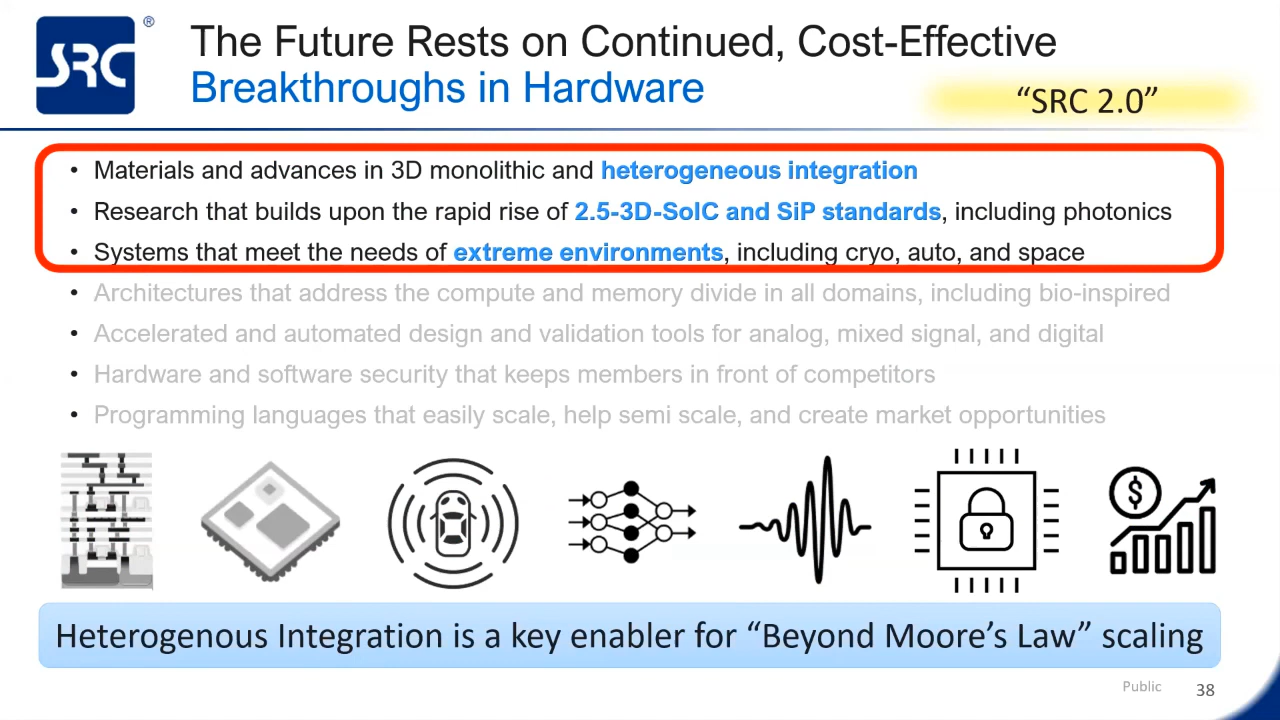 SRC®
The Future Rests on Continued, Cost-Effective
Breakthroughs in Hardware
“SRC 2.0”
• Materials and advances in 3D monolithic and heterogeneous integration
• Research that builds upon the rapid rise of 2.5-3D-SoIC and SiP standards, including photonics
• Systems that meet the needs of extreme environments, including cryo, auto, and space
• Architectures that address the compute and memory divide in all domains, including bio-inspired
• Accelerated and automated design and validation tools for analog, mixed signal, and digital
• Hardware and software security that keeps members in front of competitors
• Programming languages that easily scale, help semi scale, and create market opportunities
$
Heterogenous Integration is a key enabler for “Beyond Moore’s Law” scaling
Public
38